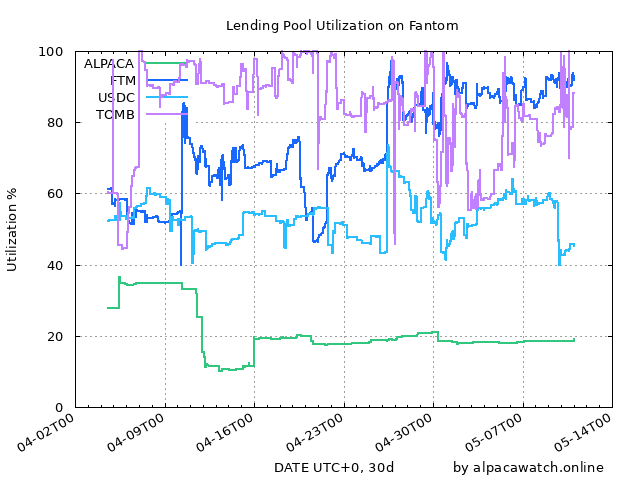 Lending Pool Utilization on Fantom
Utilization %
100
80
60
40
20
0
ALPACA
FTM
USDC
TOMB
04-02T00
04-09T00
04-16T00
04-23T00
04-30T00
05-07T00
05-14T00
DATE UTC+0, 30d
by alpacawatch.online